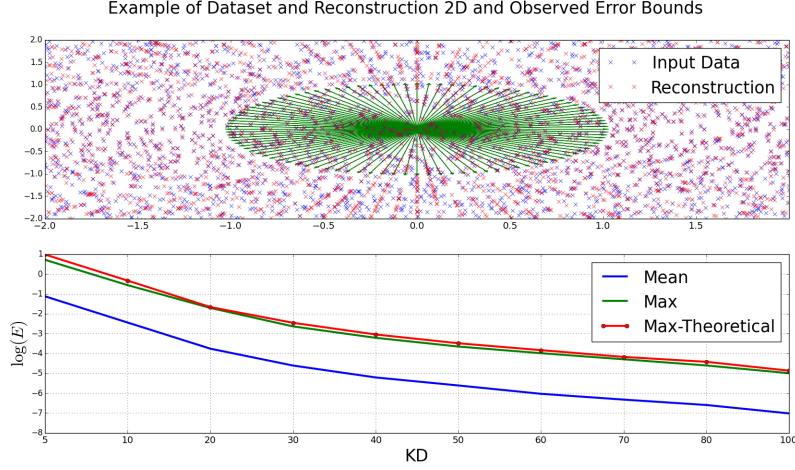 Example of Dataset and Reconstruction 2D and Observed Error Bounds
2.0
1.5
1.0
0.5
0.0
−0.5
−1.0
−1.5
−2.0
Input Data
Reconstruction
−2.0 −1.5 −1.0 −0.5 0.0 0.5 1.0 1.5
1
0
−1
−2
−3
−4
−5
−6
−7
−8
log(E)
Mean
Max
Max-Theoretical
5 10 20 30 40 50 60 70 80 100
KD